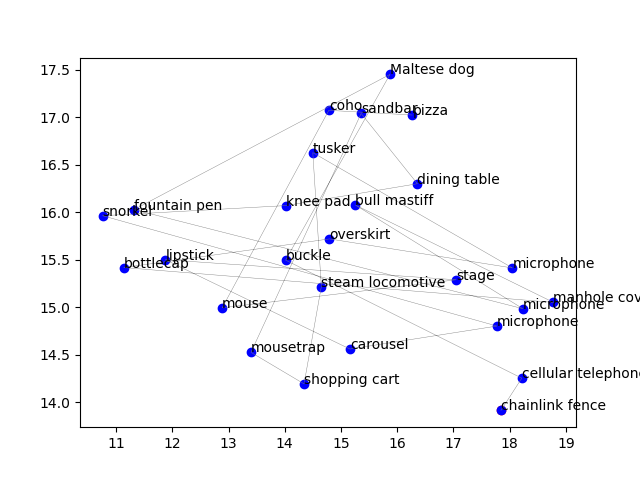 17.5
17.0
16.5
16.0
15.5
15.0
14.5
14.0
Maltese dog
coho
sandbar
pizza
tusker
dining table
knee pad
bull mastiff
fountain pen
snorkel
overskirt
lipstick
buckle
bottlecap
microphone
stage
steam locomotive
manhole cov
mouse
microphone
microphone
mousetrap
carousel
shopping cart
cellular telephone
chainlink fence
11
12
13
14
15
16
17
18
19